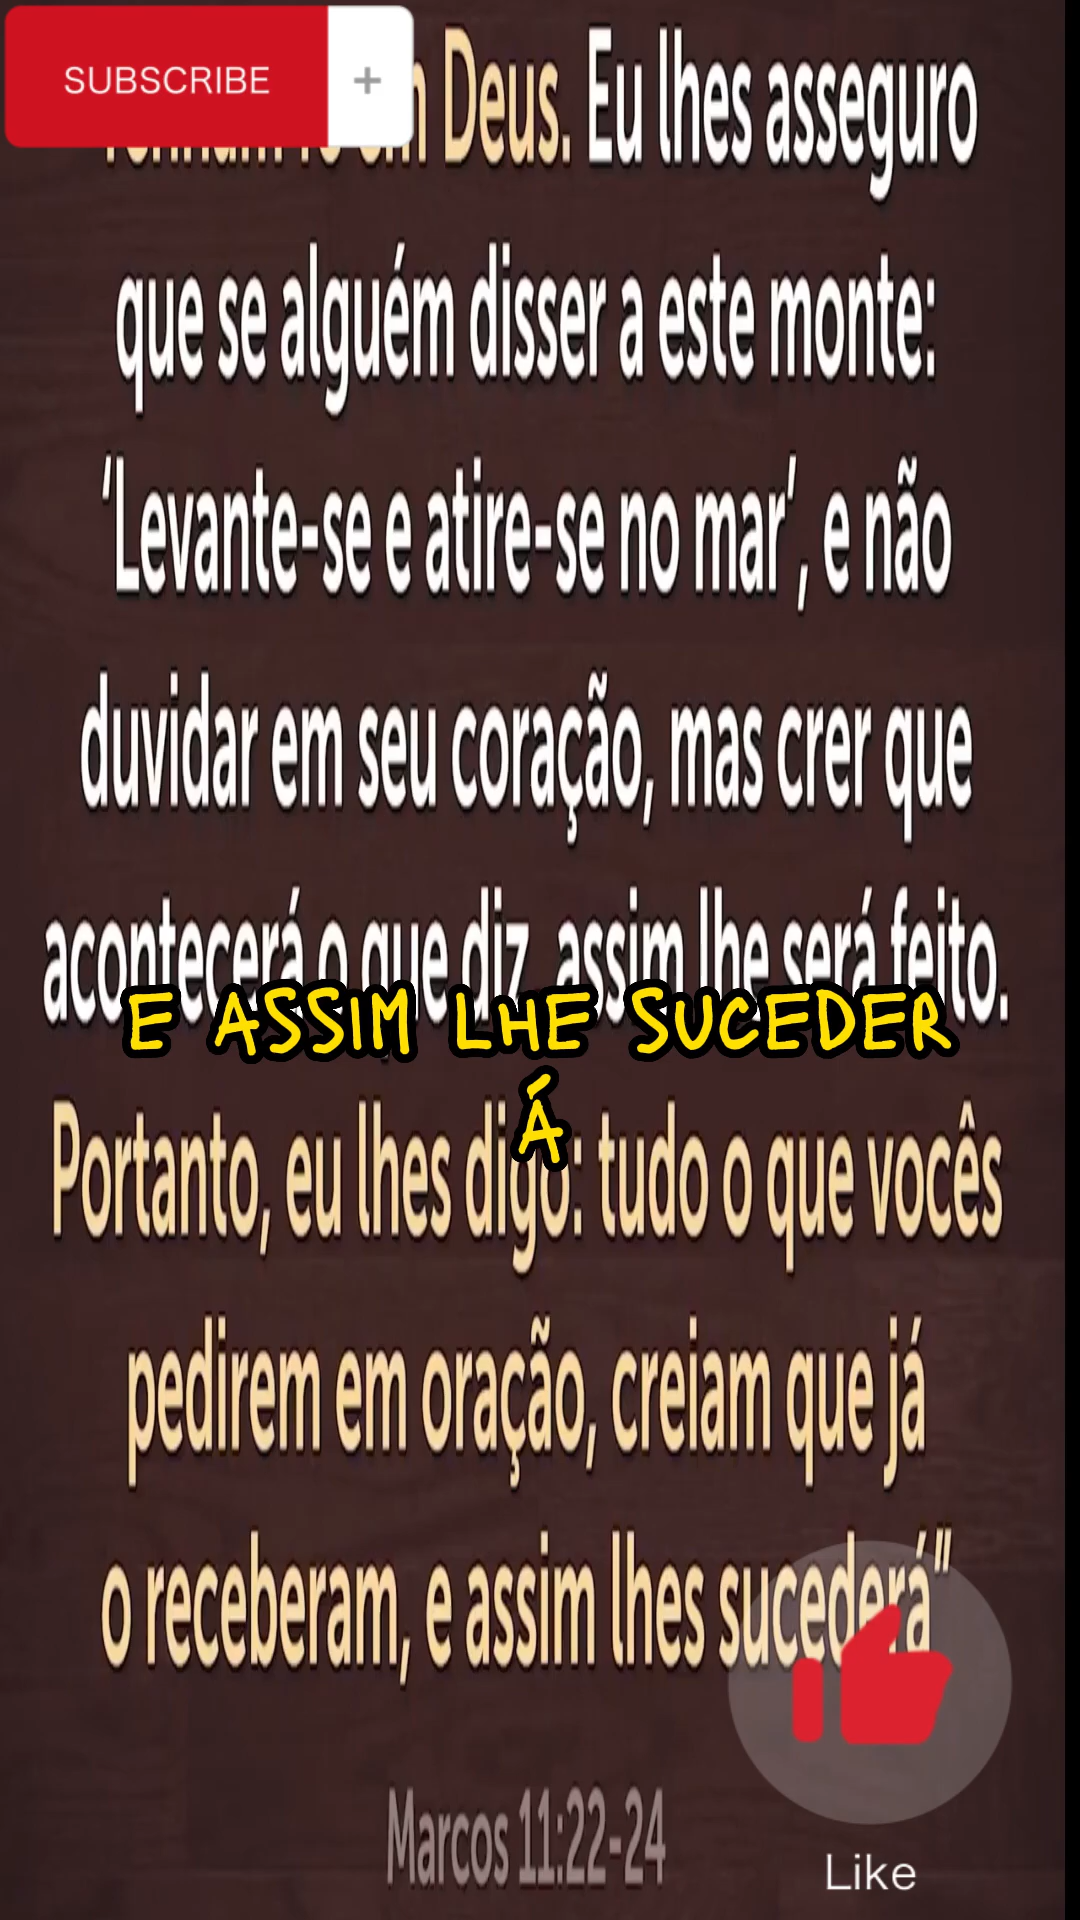 SUBSCRIBE +
Deus. Eu lhes asseguro
que se alguém disser a este monte:
‘Levante-se e atire-se no mar’, e não
duvidar em seu coração, mas crer que
acontecerá o que diz, assim lhe será feito.
E ASSIM LHE SUCEDER
Á
Portanto, eu lhes digo: tudo o que vocês
pedirem em oração, creiam que já
o receberam, e assim lhes sucederá”
Marcos 11:22-24
Like